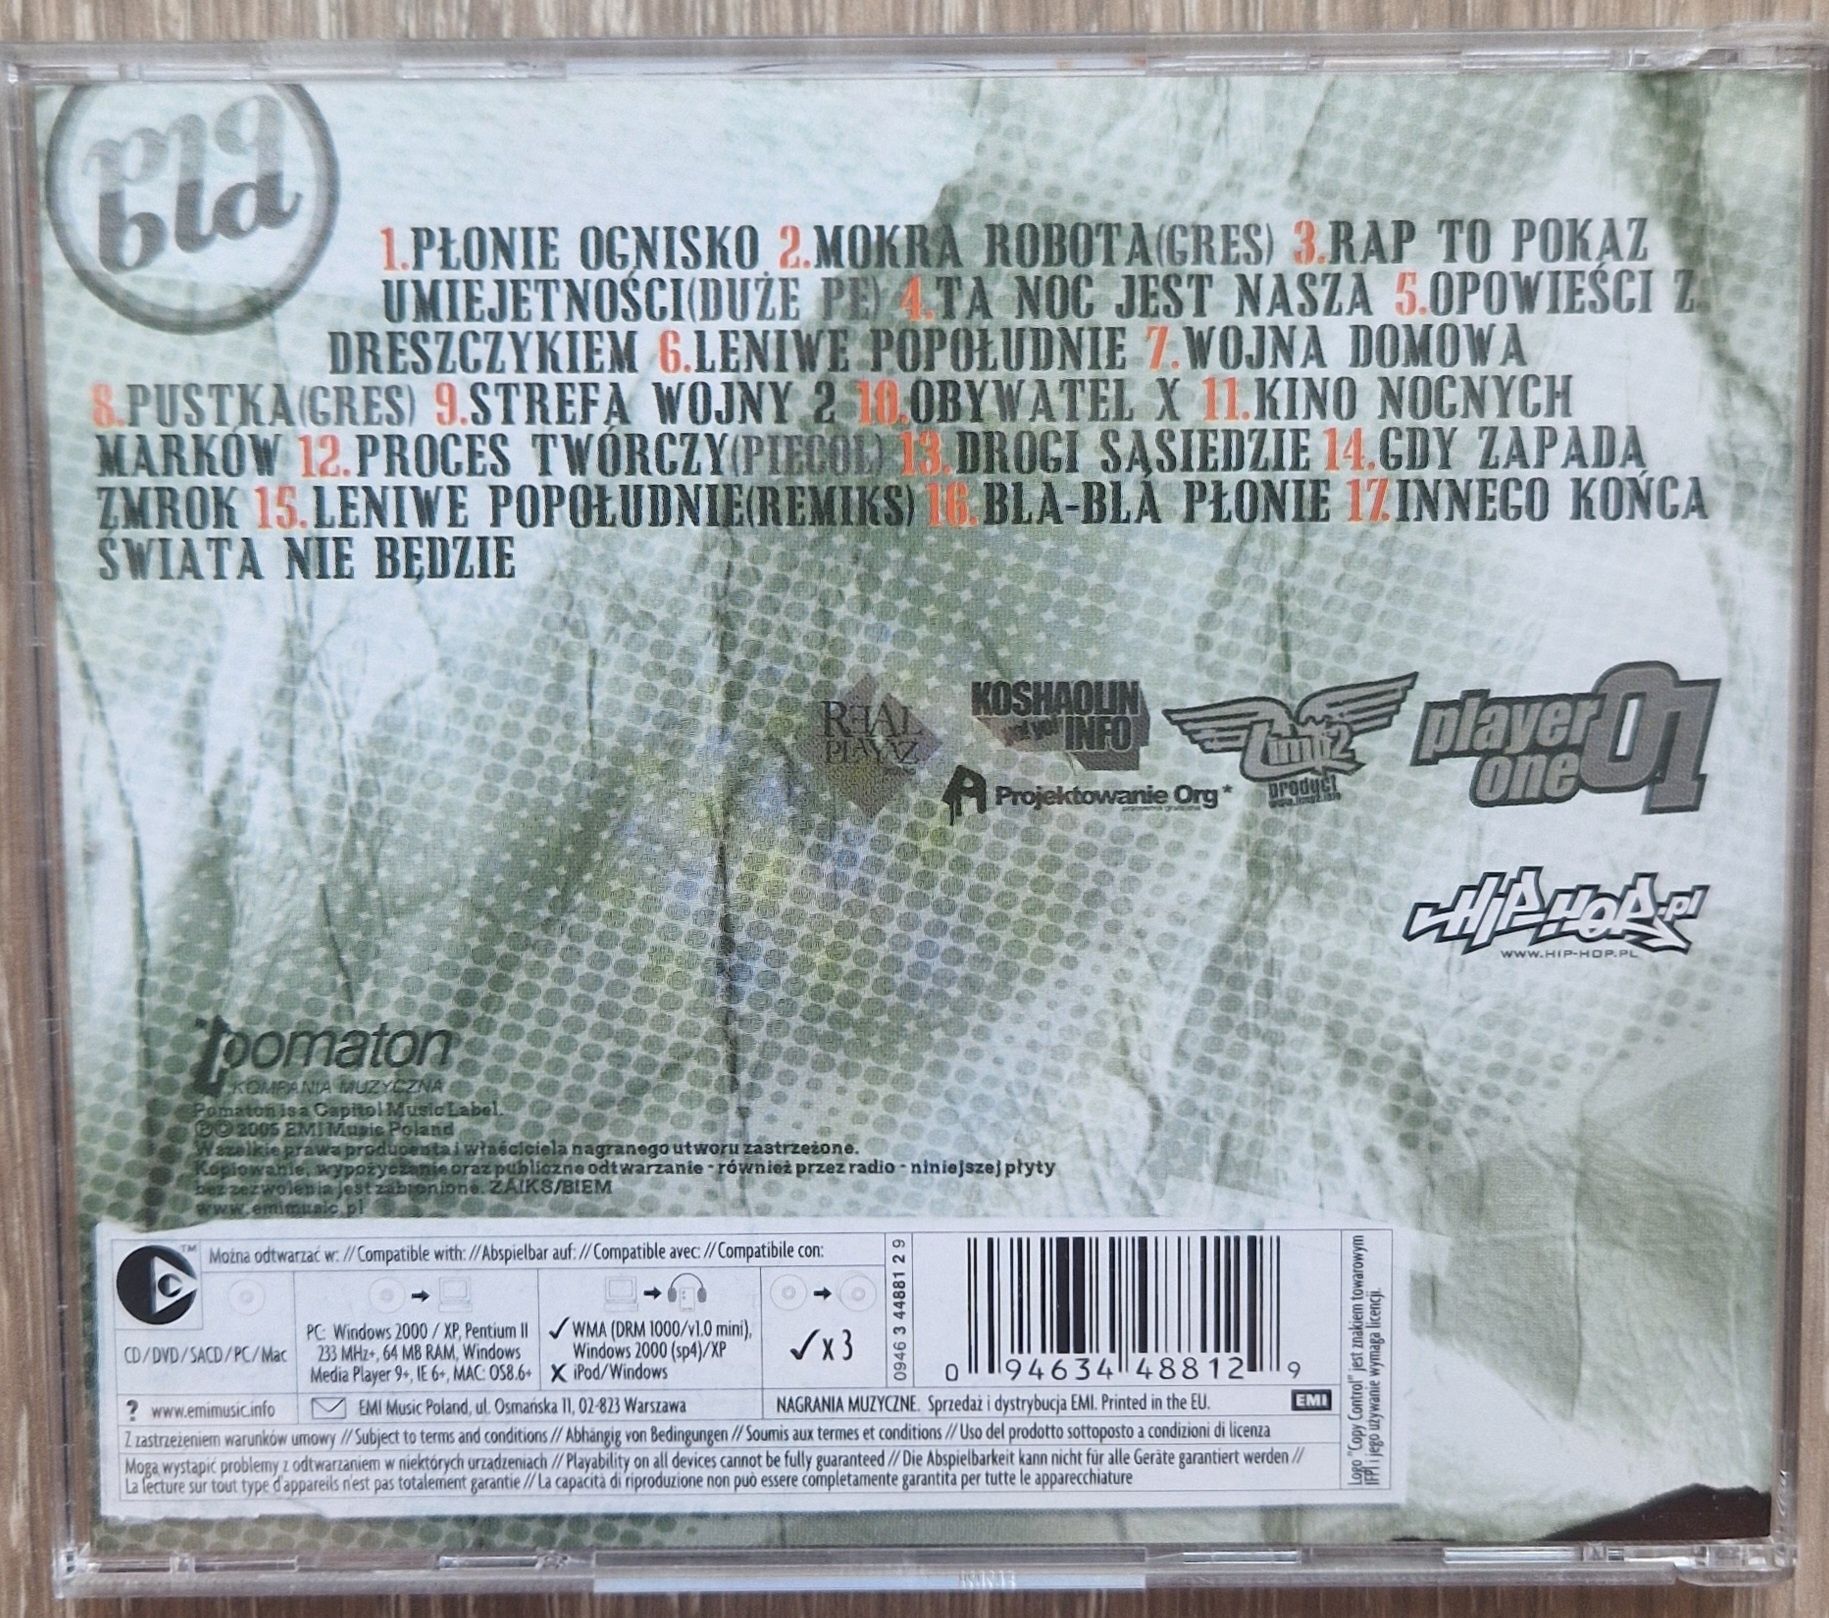 bla
bla
1.PŁONIE OGNISKO 2.MOKRA ROBOTA(GRES) 3.RAP TO POKAZ
UMIEJETNOŚCI(DUŻE PE) 4.TA NOC JEST NASZA 5.OPOWIEŚCI Z
DRESZCZYKIEM 6.LENIWE POPOŁUDNIE 7.WOJNA DOMOWA
8.PUSTKA(GRES) 9.STREFA WOJNY 2 10.OBYWATEL X 11.KINO NOCNYCH
MARKÓW 12.PROCES TWÓRCZY(PIECOL) 13.DROGI SĄSIEDZIE 14.GDY ZAPADA
ZMROK 15.LENIWE POPOŁUDNIE(REMIKS) 16.BLA-BLA PŁONIE 17.INNEGO KOŃCA
ŚWIATA NIE BĘDZIE
REAL
PLAYAZ
KOSHAOLIN
INFO
Projektowanie Org*
Limp2
product
player
one
01
HIP-HOP.pl
WWW.HIP-HOP.PL
pomaton
KOMPANIA MUZYCZNA
Pomaton is a Capitol Music Label.
℗© 2005 EMI Music Poland
Wszelkie prawa producenta i właściciela nagranego utworu zastrzeżone.
Kopiowanie, wypożyczanie oraz publiczne odtwarzanie - również przez radio - niniejszej płyty
bez zezwolenia jest zabronione. ZAIKS/BIEM
www.emimusic.pl
TM
Można odtwarzać w: // Compatible with: // Abspielbar auf: // Compatible avec: // Compatibile con:
CD/DVD/SACD/PC/Mac
PC: Windows 2000 / XP, Pentium II
233 MHz+, 64 MB RAM, Windows
Media Player 9+, IE 6+, MAC: OS8.6+
✓ WMA (DRM 1000/v1.0 mini),
Windows 2000 (sp4)/XP
X iPod/Windows
✓ x 3
0946 3 44881 2 9
0 94634 48812 9
? www.emimusic.info
EMI Music Poland, ul. Osmańska 11, 02-823 Warszawa
NAGRANIA MUZYCZNE. Sprzedaż i dystrybucja EMI. Printed in the EU.
EMI
Z zastrzeżeniem warunków umowy // Subject to terms and conditions // Abhängig von Bedingungen // Soumis aux termes et conditions // Uso del prodotto sottoposto a condizioni di licenza
Mogą wystąpić problemy z odtwarzaniem w niektórych urzadzeniach // Playability on all devices cannot be fully guaranteed // Die Abspielbarkeit kann nicht für alle Geräte garantiert werden //
La lecture sur tout type d'appareils n'est pas totalement garantie // La capacità di riproduzione non può essere completamente garantita per tutte le apparecchiature
Logo "Copy Control" jest znakiem towarowym
IFPI i jego używanie wymaga licencji.